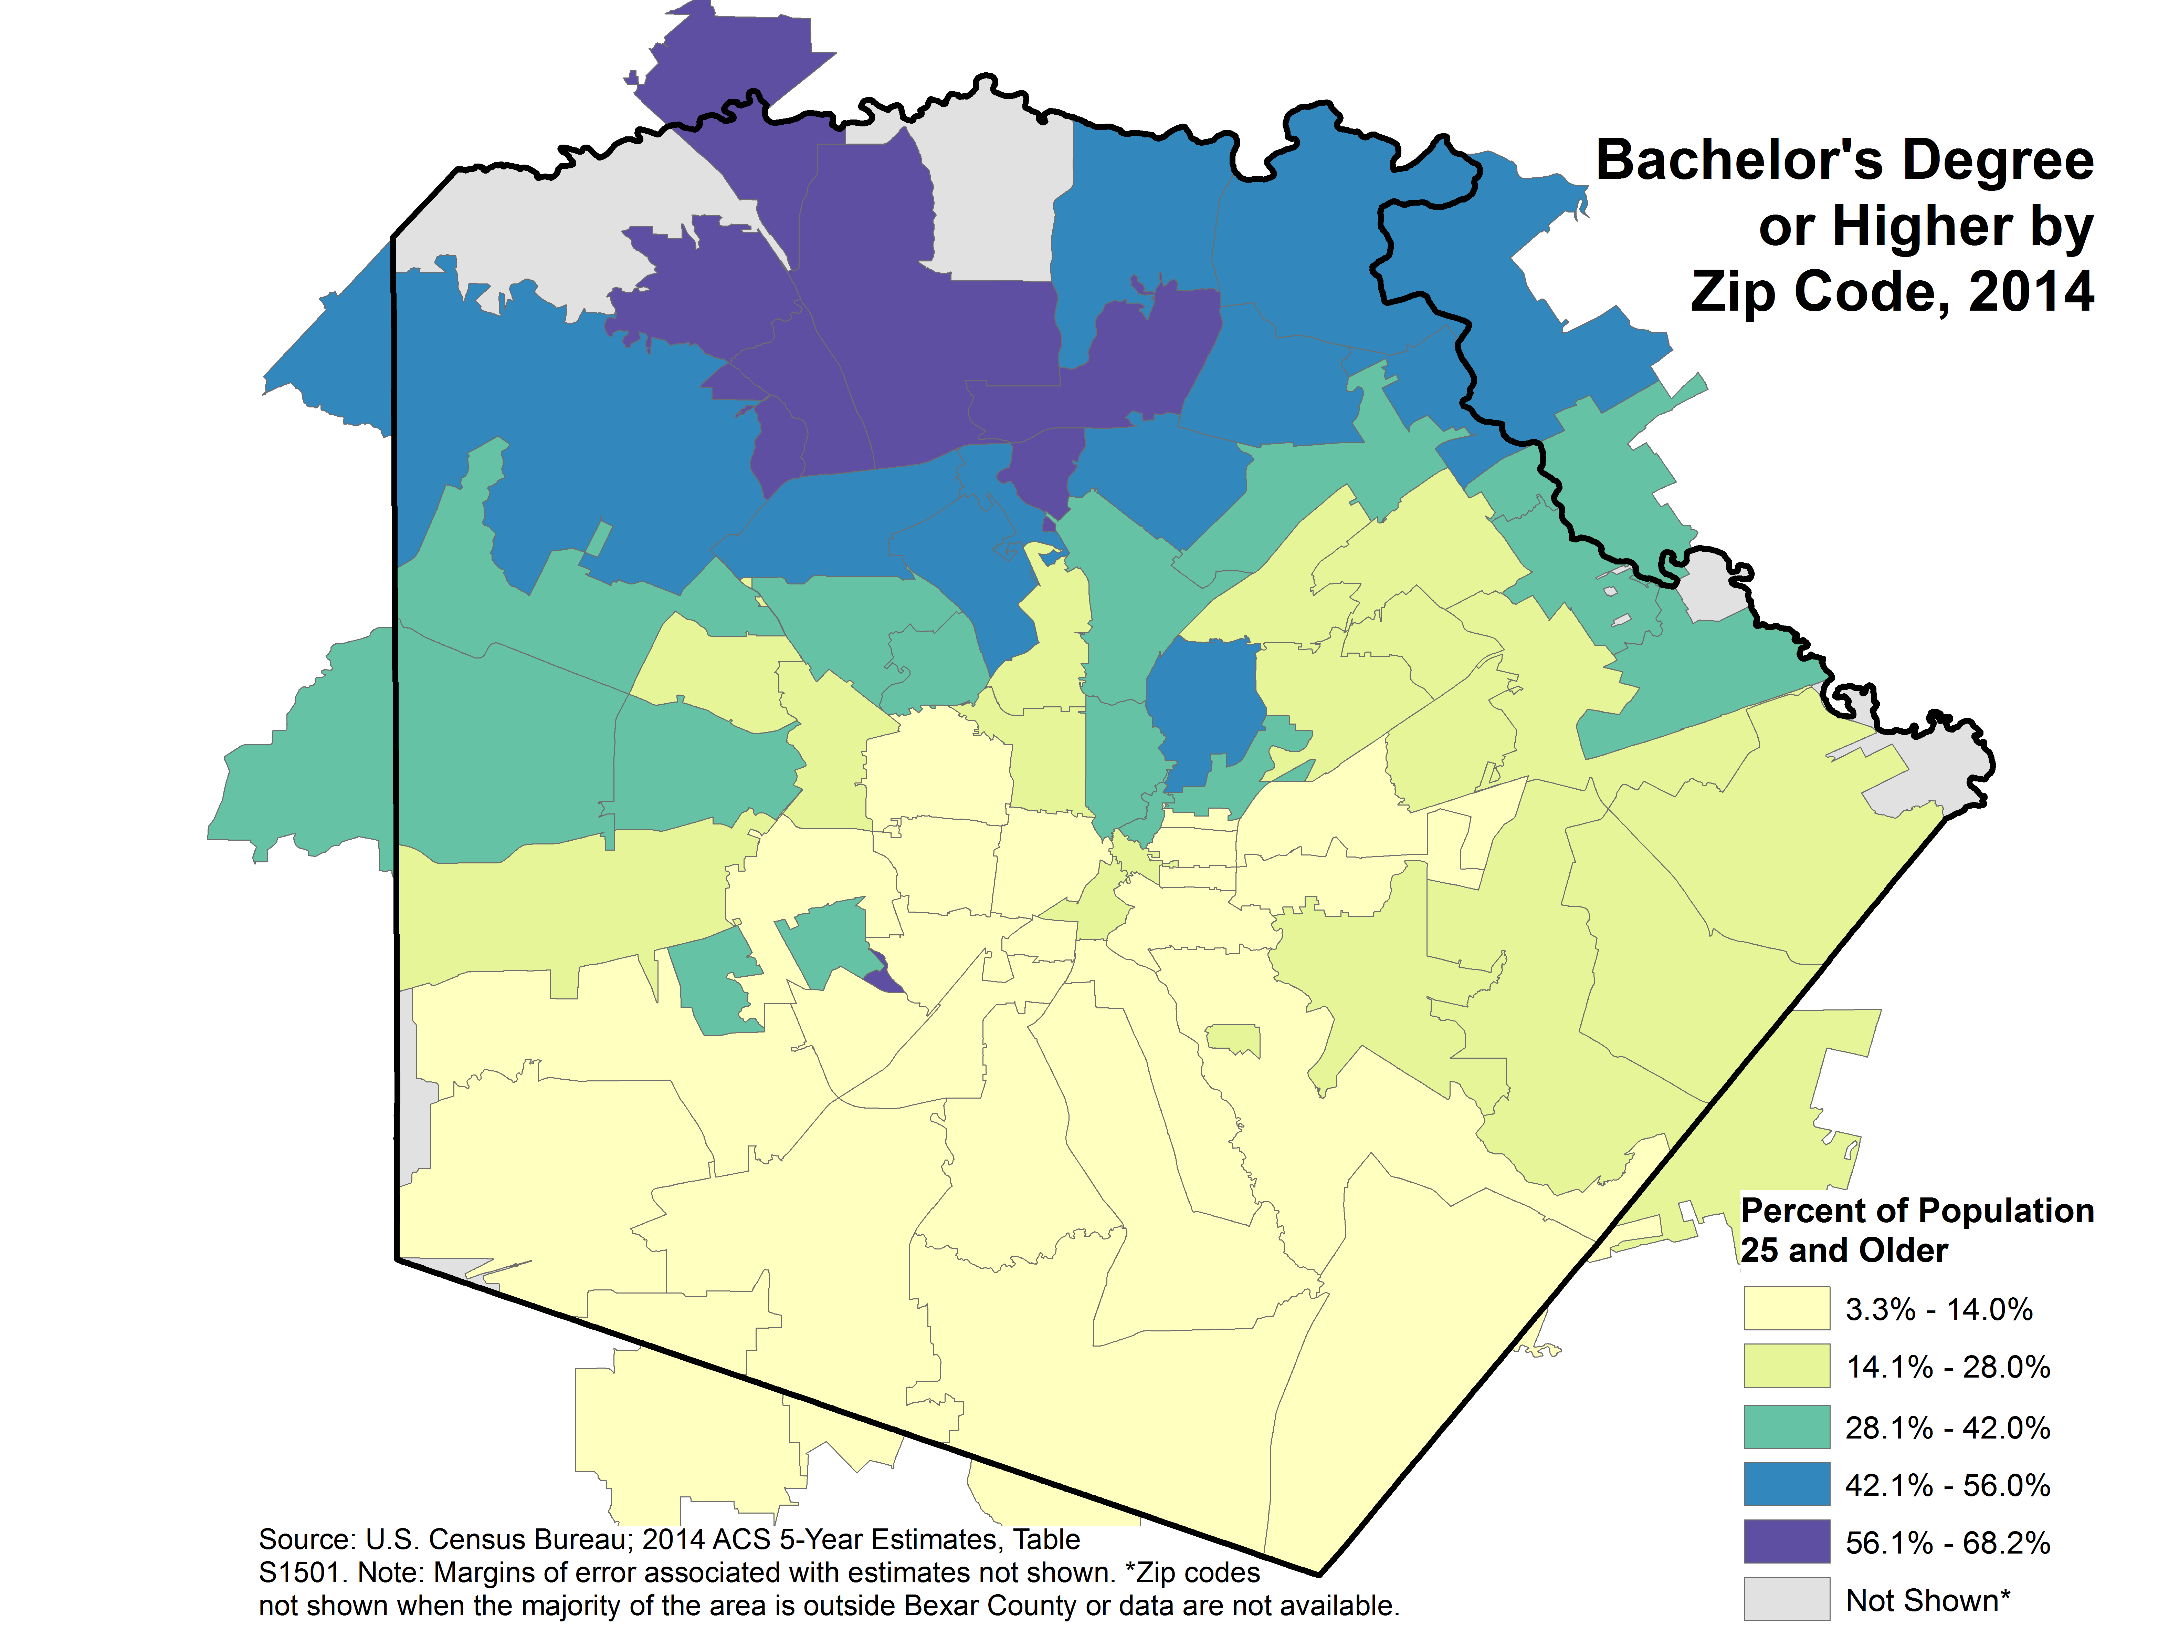 Bachelor's Degree
or Higher by
Zip Code, 2014
Percent of Population
25 and Older
3.3% - 14.0%
14.1% - 28.0%
28.1% - 42.0%
42.1% - 56.0%
56.1% - 68.2%
Not Shown*
Source: U.S. Census Bureau; 2014 ACS 5-Year Estimates, Table
S1501. Note: Margins of error associated with estimates not shown. *Zip codes
not shown when the majority of the area is outside Bexar County or data are not available.